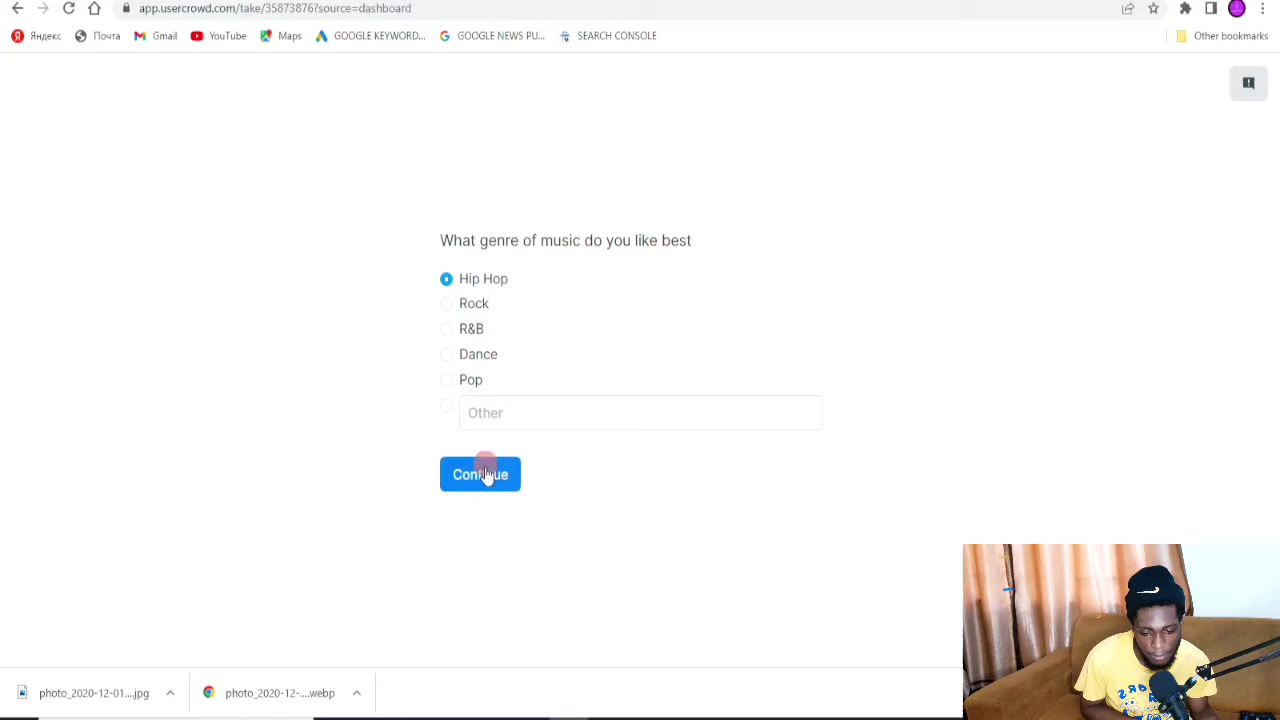 app.usercrowd.com/take/35873876?source=dashboard
Яндекс Почта Gmail YouTube Maps GOOGLE KEYWORD... GOOGLE NEWS PU... SEARCH CONSOLE Other bookmarks
What genre of music do you like best
Hip Hop
Rock
R&B
Dance
Pop
Other
Continue
photo_2020-12-01....jpg photo_2020-12-....webp